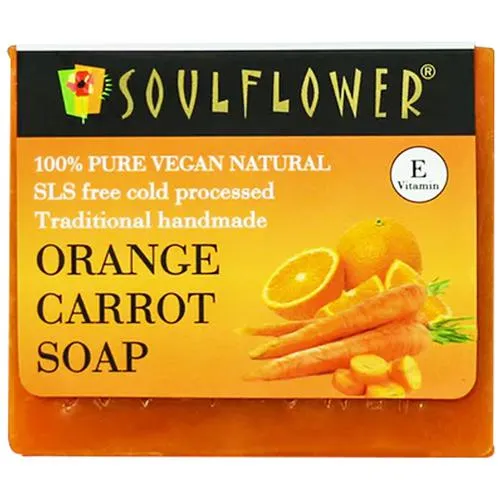 SOULFLOWER®
100% PURE VEGAN NATURAL
SLS free cold processed
Traditional handmade
E
Vitamin
ORANGE
CARROT
SOAP